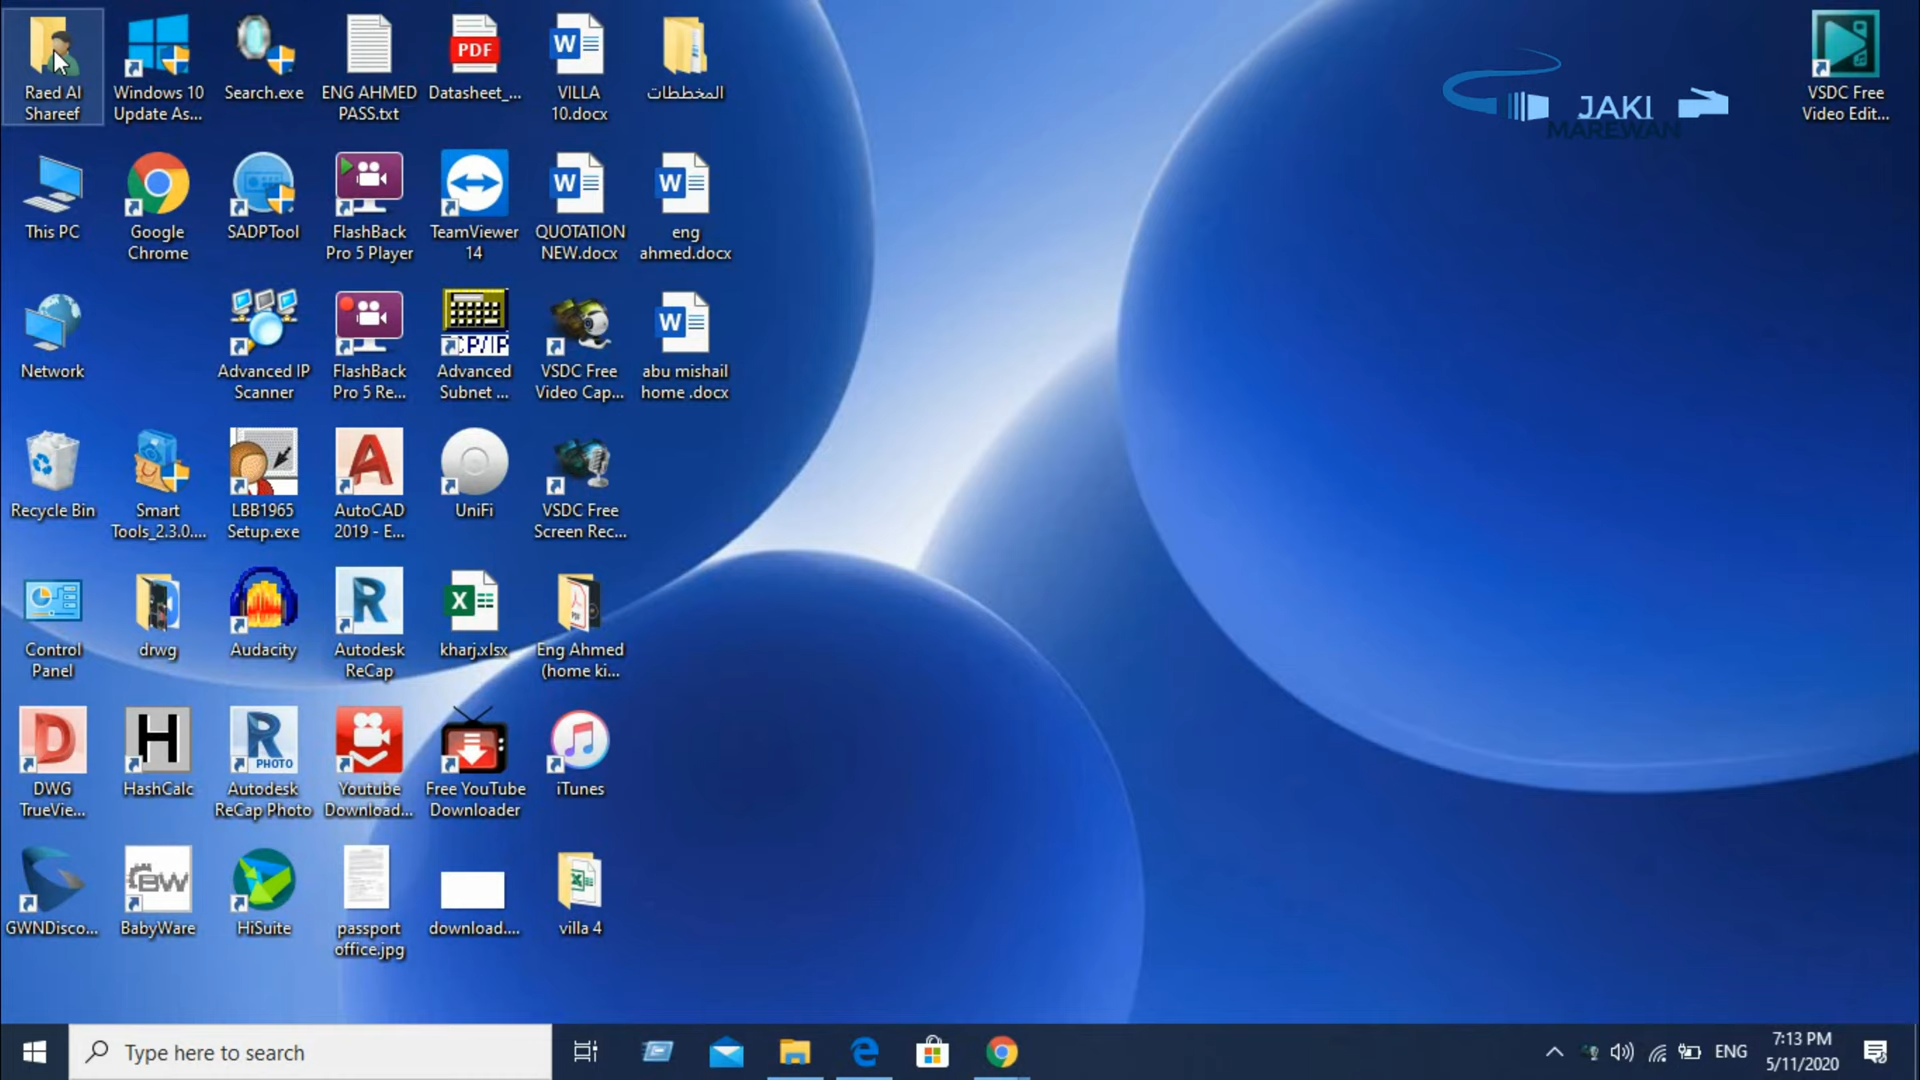 Raed Al
Shareef
Windows 10
Update As...
Search.exe
ENG AHMED
PASS.txt
PDF
Datasheet_...
W
VILLA
10.docx
المخططات
JAKI
MAREWAN
VSDC Free
Video Edit...
This PC
Google
Chrome
SADPTool
FlashBack
Pro 5 Player
TeamViewer
14
W
QUOTATION
NEW.docx
W
eng
ahmed.docx
Network
Advanced IP
Scanner
FlashBack
Pro 5 Re...
CP/IP
Advanced
Subnet ...
VSDC Free
Video Cap...
W
abu mishail
home .docx
Recycle Bin
Smart
Tools_2.3.0....
LBB1965
Setup.exe
A
AutoCAD
2019 - E...
UniFi
VSDC Free
Screen Rec...
Control
Panel
drwg
Audacity
R
Autodesk
ReCap
X
kharj.xlsx
PDF
Eng Ahmed
(home ki...
D
DWG
TrueVie...
H
HashCalc
R
PHOTO
Autodesk
ReCap Photo
Youtube
Download...
Free YouTube
Downloader
iTunes
GWNDisco...
BW
BabyWare
HiSuite
passport
office.jpg
download....
X
villa 4
Type here to search
ENG
7:13 PM
5/11/2020